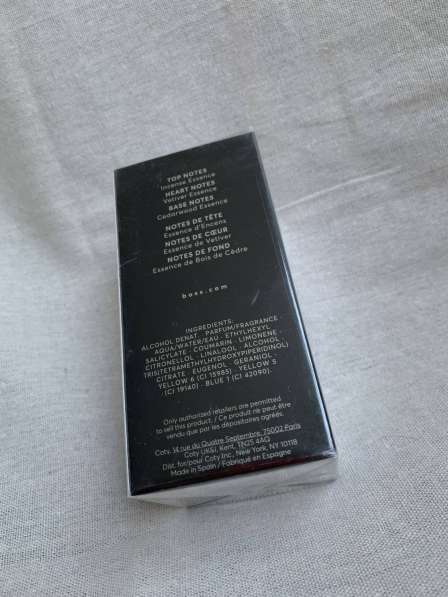 TOP NOTES
Incense Essence
HEART NOTES
Vetiver Essence
BASE NOTES
Cedarwood Essence
NOTES DE TÊTE
Essence d'Encens
NOTES DE CŒUR
Essence de Vetiver
NOTES DE FOND
Essence de Bois de Cèdre
boss.com
INGREDIENTS:
ALCOHOL DENAT. · PARFUM/FRAGRANCE ·
AQUA/WATER/EAU · ETHYLHEXYL
SALICYLATE · COUMARIN · LIMONENE ·
CITRONELLOL · LINALOOL · ALCOHOL ·
TRIS(TETRAMETHYLHYDROXYPIPERIDINOL)
CITRATE · EUGENOL · GERANIOL ·
YELLOW 6 (CI 15985) · YELLOW 5
(CI 19140) · BLUE 1 (CI 42090).
Only authorized retailers are permitted
to sell this product. / Ce produit ne peut être
vendu que par les dépositaires agréés.
Coty, 14 rue du Quatre Septembre, 75002 Paris
Coty UK&I, Kent, TN25 4AQ
Dist. for/pour Coty Inc., New York, NY 10118
Made in Spain / Fabriqué en Espagne